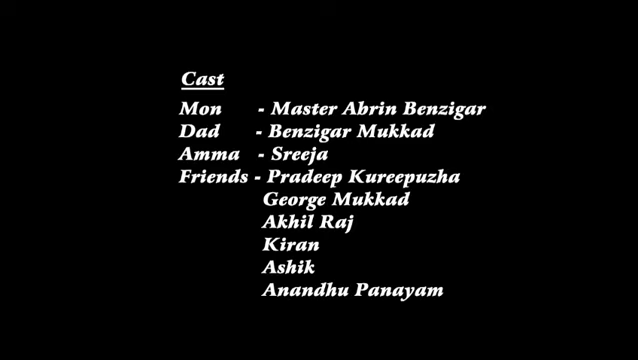 Cast
Mon - Master Abrin Benzigar
Dad - Benzigar Mukkad
Amma - Sreeja
Friends - Pradeep Kureepuzha
George Mukkad
Akhil Raj
Kiran
Ashik
Anandhu Panayam